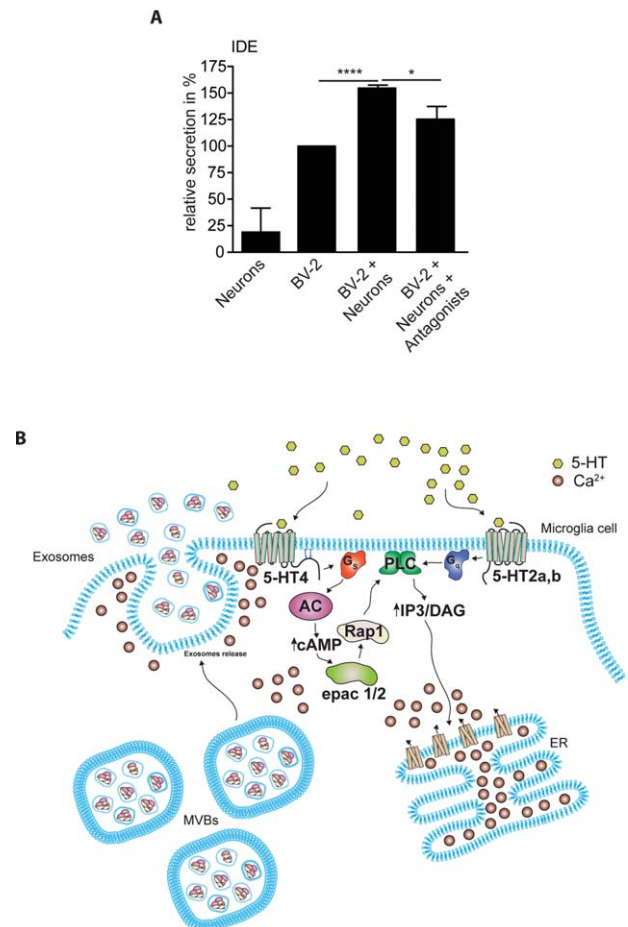 A
IDE
relative secretion in %
175
150
125
100
75
50
25
0
****
*
Neurons
BV-2
BV-2 +
Neurons
BV-2 +
Neurons +
Antagonists
B
5-HT
Ca2+
Microglia cell
Exosomes
5-HT4
Gs
PLC
Gq
5-HT2a,b
AC
↑IP3/DAG
Rap1
Exosomes release
↑cAMP
epac 1/2
ER
MVBs